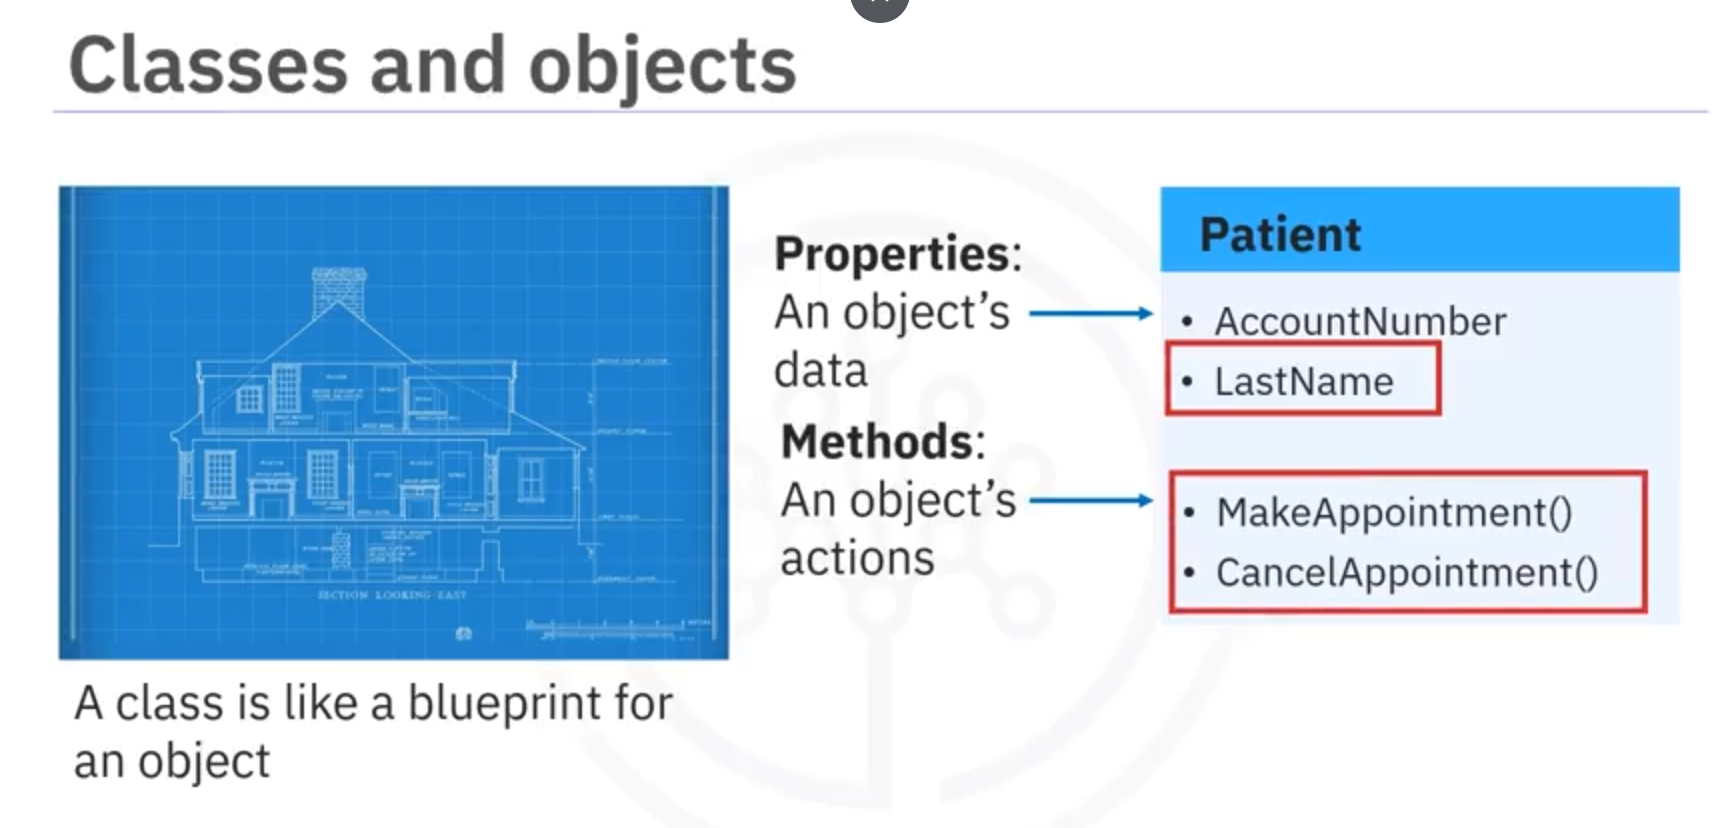 Classes and objects
SECTION LOOKING EAST
A class is like a blueprint for
an object
Properties:
An object's
data
Methods:
An object's
actions
Patient
• AccountNumber
• LastName
• MakeAppointment()
• CancelAppointment()